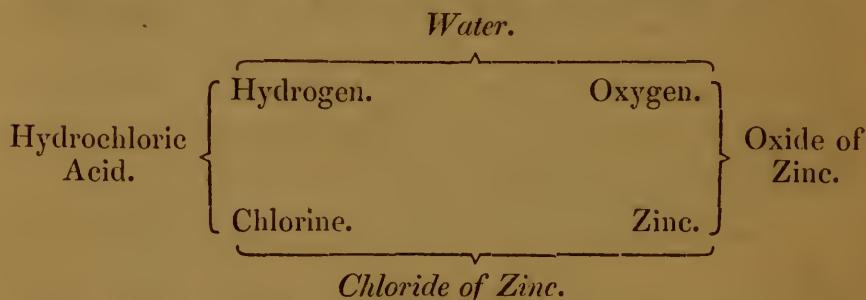 Water.
Hydrogen. Oxygen.
Hydrochloric Acid. Oxide of Zinc.
Chlorine. Zinc.
Chloride of Zinc.